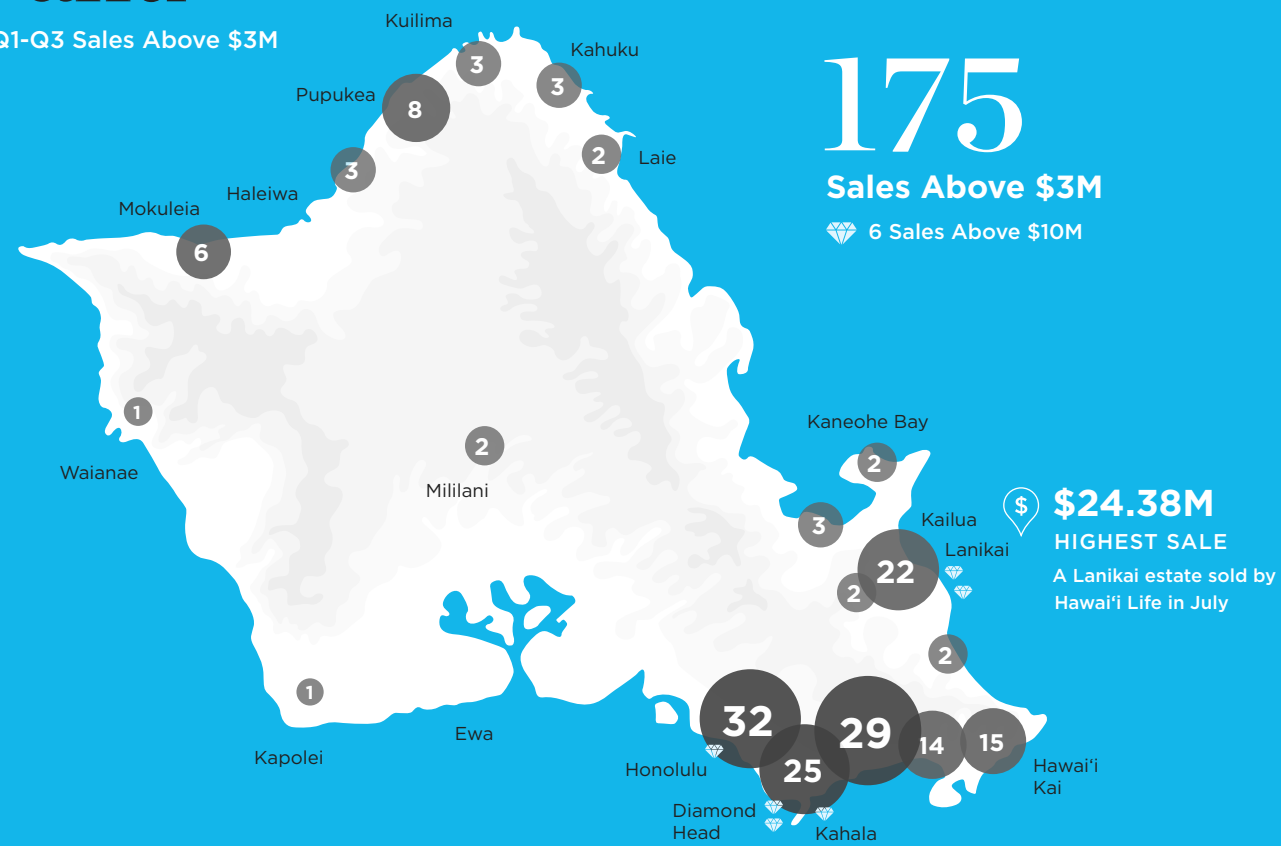 Q1-Q3 Sales Above $3M
Kuilima
3
Kahuku
3
Pupukea
8
2
Laie
3
Haleiwa
Mokuleia
6
175
Sales Above $3M
6 Sales Above $10M
1
Waianae
2
Mililani
Kaneohe Bay
2
3
Kailua
Lanikai
22
2
$
$24.38M
HIGHEST SALE
A Lanikai estate sold by
Hawaiʻi Life in July
2
1
Kapolei
Ewa
32
29
25
14
15
Honolulu
Diamond
Head
Kahala
Hawaiʻi
Kai